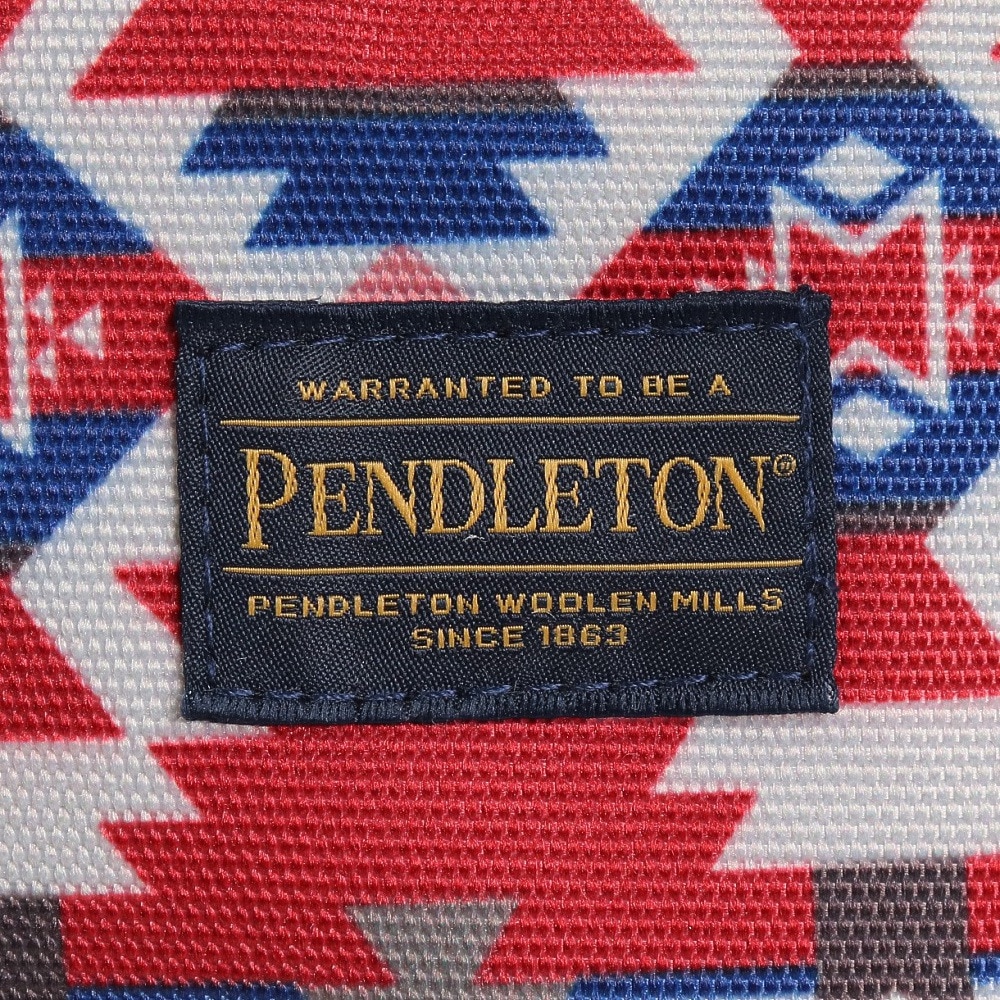 WARRANTED TO BE A
PENDLETON®
PENDLETON WOOLEN MILLS
SINCE 1863